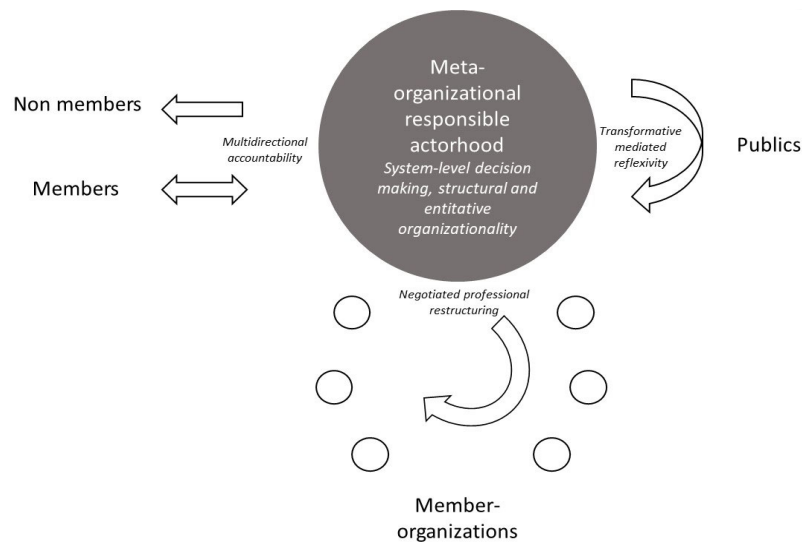 Meta-
organizational
responsible
actorhood
System-level decision
making, structural and
entitative
organizationality
Non members
Members
Multidirectional
accountability
Transformative
mediated
reflexivity
Publics
Negotiated professional
restructuring
Member-
organizations